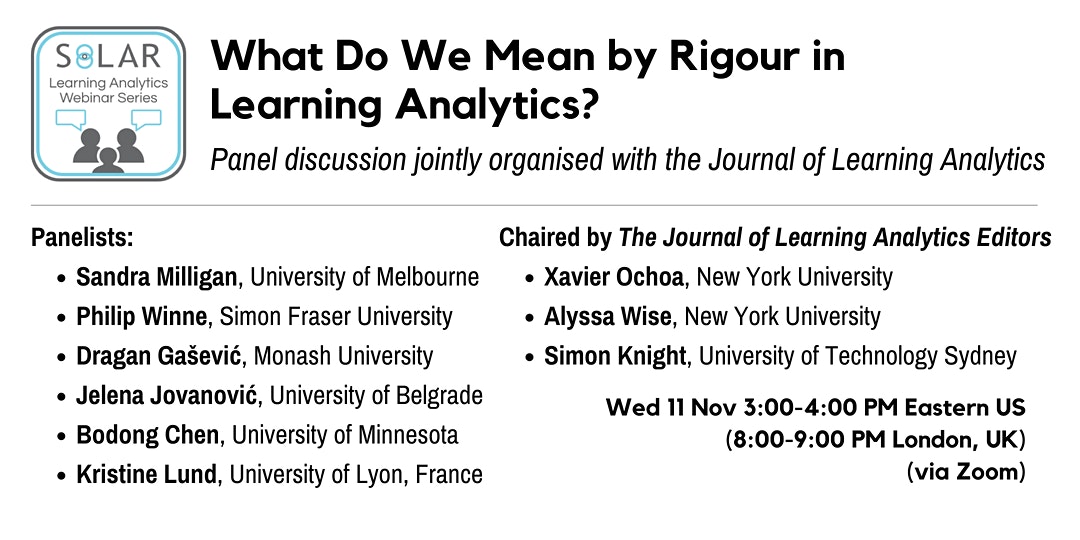 SOLAR
Learning Analytics
Webinar Series
What Do We Mean by Rigour in
Learning Analytics?
Panel discussion jointly organised with the Journal of Learning Analytics
Panelists:
• Sandra Milligan, University of Melbourne
• Philip Winne, Simon Fraser University
• Dragan Gašević, Monash University
• Jelena Jovanović, University of Belgrade
• Bodong Chen, University of Minnesota
• Kristine Lund, University of Lyon, France
Chaired by The Journal of Learning Analytics Editors
• Xavier Ochoa, New York University
• Alyssa Wise, New York University
• Simon Knight, University of Technology Sydney
Wed 11 Nov 3:00-4:00 PM Eastern US
(8:00-9:00 PM London, UK)
(via Zoom)